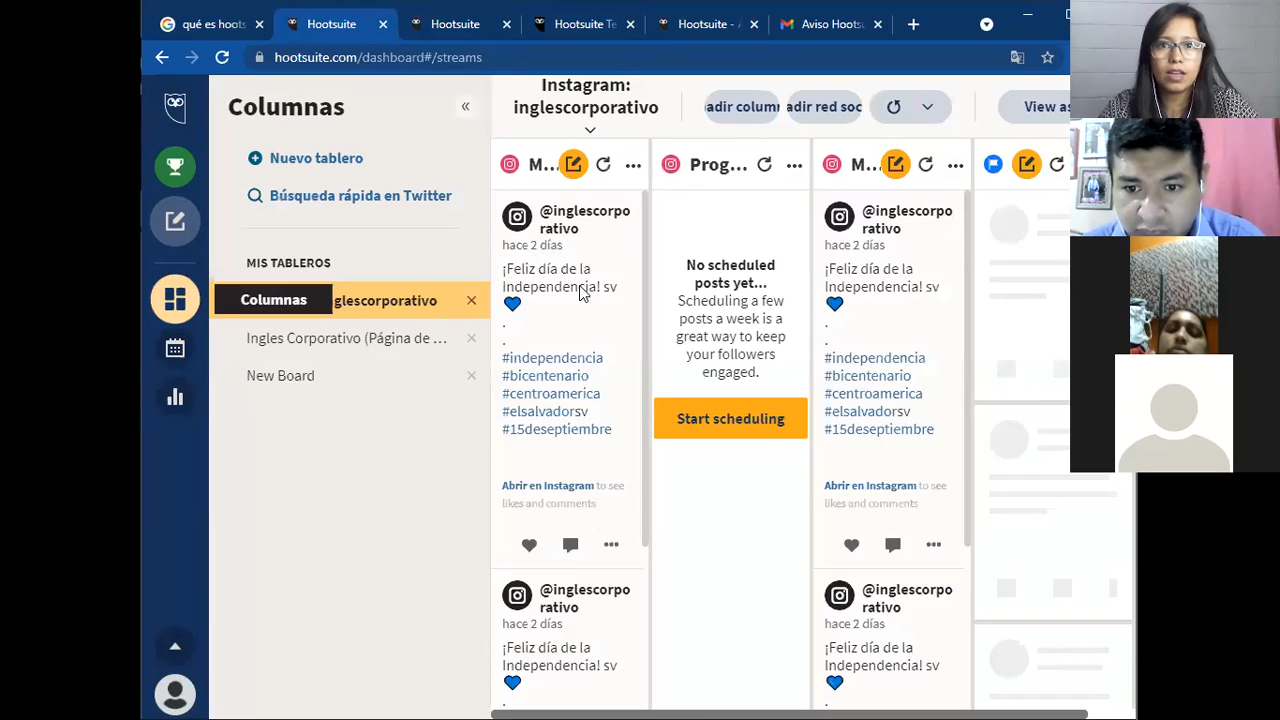 qué es hoots
Hootsuite
Hootsuite
Hootsuite Te
Hootsuite - A
Aviso Hoots
hootsuite.com/dashboard#/streams
Columnas
Nuevo tablero
Búsqueda rápida en Twitter
MIS TABLEROS
Columnas
glescorporativo
Ingles Corporativo (Página de ...
New Board
Instagram:
inglescorporativo
adir column
adir red soc
View as
M...
Prog...
M...
@inglescorpo
rativo
hace 2 días
¡Feliz día de la
Independencia! sv
.
.
#independencia
#bicentenario
#centroamerica
#elsalvadorsv
#15deseptiembre
Abrir en Instagram to see
likes and comments
@inglescorpo
rativo
hace 2 días
¡Feliz día de la
Independencia! sv
.
No scheduled
posts yet...
Scheduling a few
posts a week is a
great way to keep
your followers
engaged.
Start scheduling
@inglescorpo
rativo
hace 2 días
¡Feliz día de la
Independencia! sv
.
.
#independencia
#bicentenario
#centroamerica
#elsalvadorsv
#15deseptiembre
Abrir en Instagram to see
likes and comments
@inglescorpo
rativo
hace 2 días
¡Feliz día de la
Independencia! sv
.